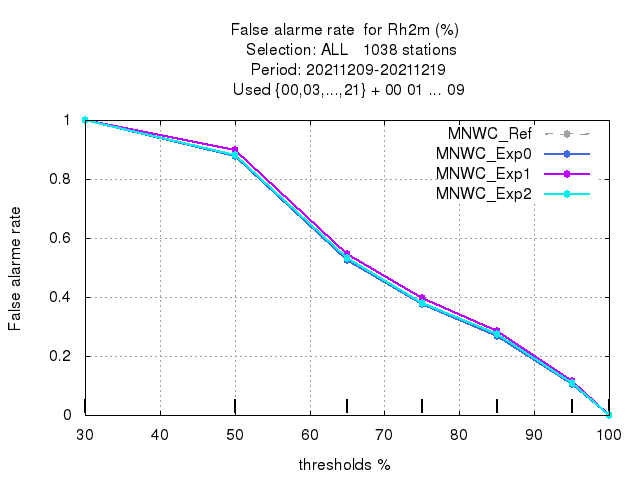 False alarme rate  for Rh2m (%)
Selection: ALL   1038 stations
Period: 20211209-20211219
Used {00,03,...,21} + 00 01 ... 09
MNWC_Ref
MNWC_Exp0
MNWC_Exp1
MNWC_Exp2
1
0.8
0.6
0.4
0.2
0
False alarme rate
30 40 50 60 70 80 90 100
thresholds %